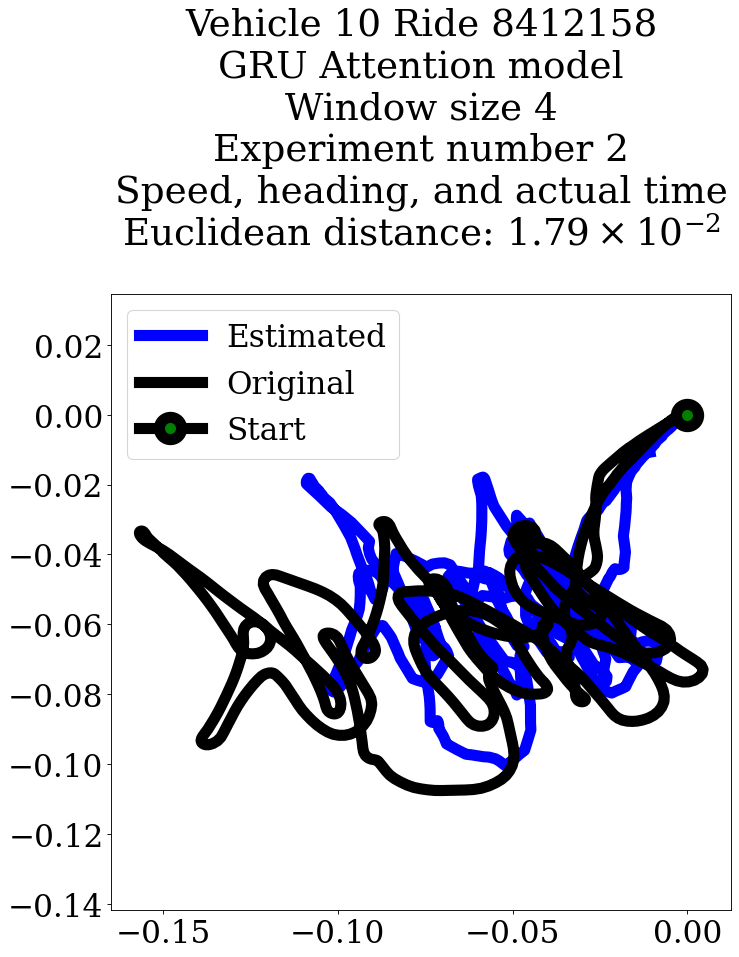 Vehicle 10 Ride 8412158
GRU Attention model
Window size 4
Experiment number 2
Speed, heading, and actual time
Euclidean distance: 1.79 × 10⁻²
Estimated
Original
Start
0.02
0.00
−0.02
−0.04
−0.06
−0.08
−0.10
−0.12
−0.14
−0.15
−0.10
−0.05
0.00